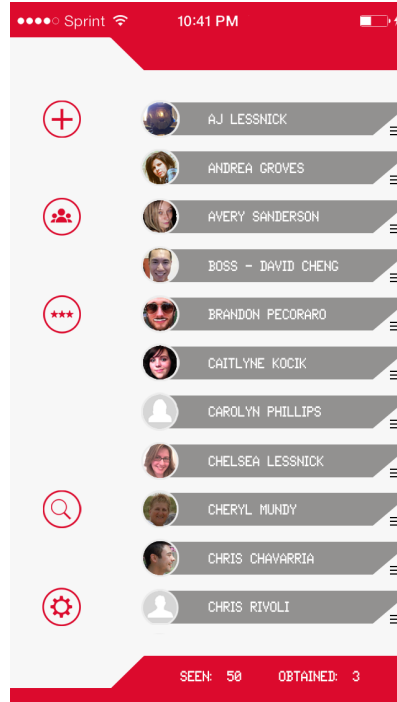 Sprint 10:41 PM
AJ LESSNICK
ANDREA GROVES
AVERY SANDERSON
BOSS - DAVID CHENG
BRANDON PECORARO
CAITLYNE KOCIK
CAROLYN PHILLIPS
CHELSEA LESSNICK
CHERYL MUNDY
CHRIS CHAVARRIA
CHRIS RIVOLI
SEEN: 50 OBTAINED: 3